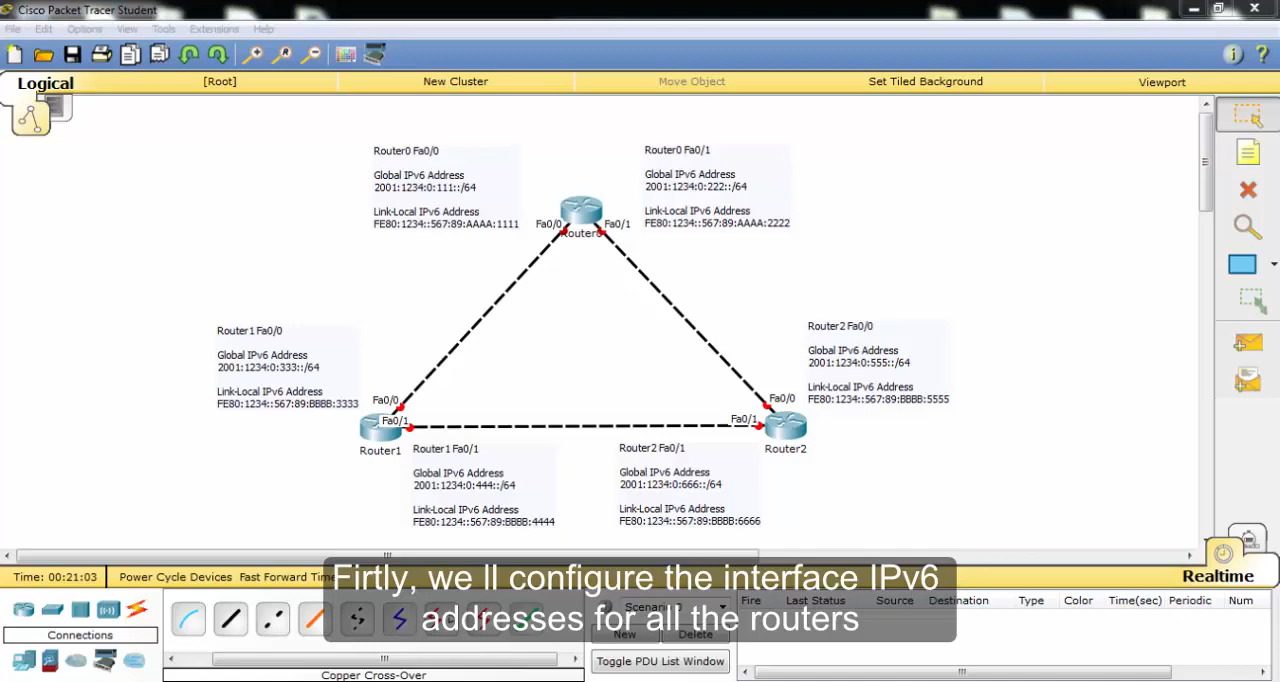 Cisco Packet Tracer Student
File Edit Options View Tools Extensions Help
Logical
[Root]
New Cluster
Move Object
Set Tiled Background
Viewport
Router0 Fa0/0
Global IPv6 Address
2001:1234:0:111::/64
Link-Local IPv6 Address
FE80:1234::567:89:AAAA:1111
Router0 Fa0/1
Global IPv6 Address
2001:1234:0:222::/64
Link-Local IPv6 Address
FE80:1234::567:89:AAAA:2222
Fa0/0
Fa0/1
Router0
Router1 Fa0/0
Global IPv6 Address
2001:1234:0:333::/64
Link-Local IPv6 Address
FE80:1234::567:89:BBBB:3333
Router2 Fa0/0
Global IPv6 Address
2001:1234:0:555::/64
Link-Local IPv6 Address
FE80:1234::567:89:BBBB:5555
Fa0/0
Fa0/1
Router1
Fa0/0
Fa0/1
Router2
Router1 Fa0/1
Global IPv6 Address
2001:1234:0:444::/64
Link-Local IPv6 Address
FE80:1234::567:89:BBBB:4444
Router2 Fa0/1
Global IPv6 Address
2001:1234:0:666::/64
Link-Local IPv6 Address
FE80:1234::567:89:BBBB:6666
Time: 00:21:03
Power Cycle Devices Fast Forward Time
Realtime
Firtly, we ll configure the interface IPv6
addresses for all the routers
Connections
Copper Cross-Over
Scenario 0
New
Delete
Toggle PDU List Window
Fire Last Status Source Destination Type Color Time(sec) Periodic Num